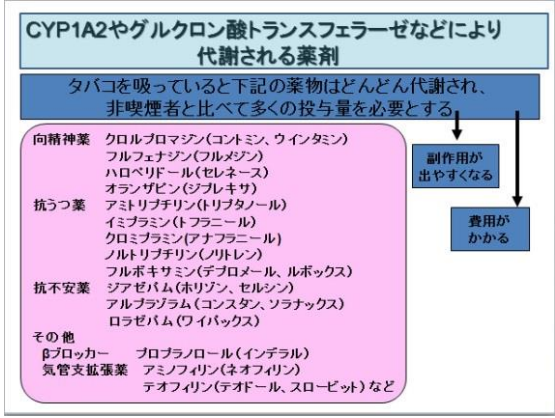 CYP1A2やグルクロン酸トランスフェラーゼなどにより
代謝される薬剤
タバコを吸っていると下記の薬物はどんどん代謝され、
非喫煙者と比べて多くの投与量を必要とする
向精神薬 クロルプロマジン(コントミン、ウインタミン)
フルフェナジン(フルメジン)
ハロペリドール(セレネース)
オランザピン(ジプレキサ)
抗うつ薬 アミトリプチリン(トリプタノール)
イミプラミン(トフラニール)
クロミプラミン(アナフラニール)
ノルトリプチリン(ノリトレン)
フルボキサミン(デプロメール、ルボックス)
抗不安薬 ジアゼパム(ホリゾン、セルシン)
アルプラゾラム(コンスタン、ソラナックス)
ロラゼパム(ワイパックス)
その他
βブロッカー プロプラノロール(インデラル)
気管支拡張薬 アミノフィリン(ネオフィリン)
テオフィリン(テオドール、スロービット)など
副作用が
出やすくなる
費用が
かかる